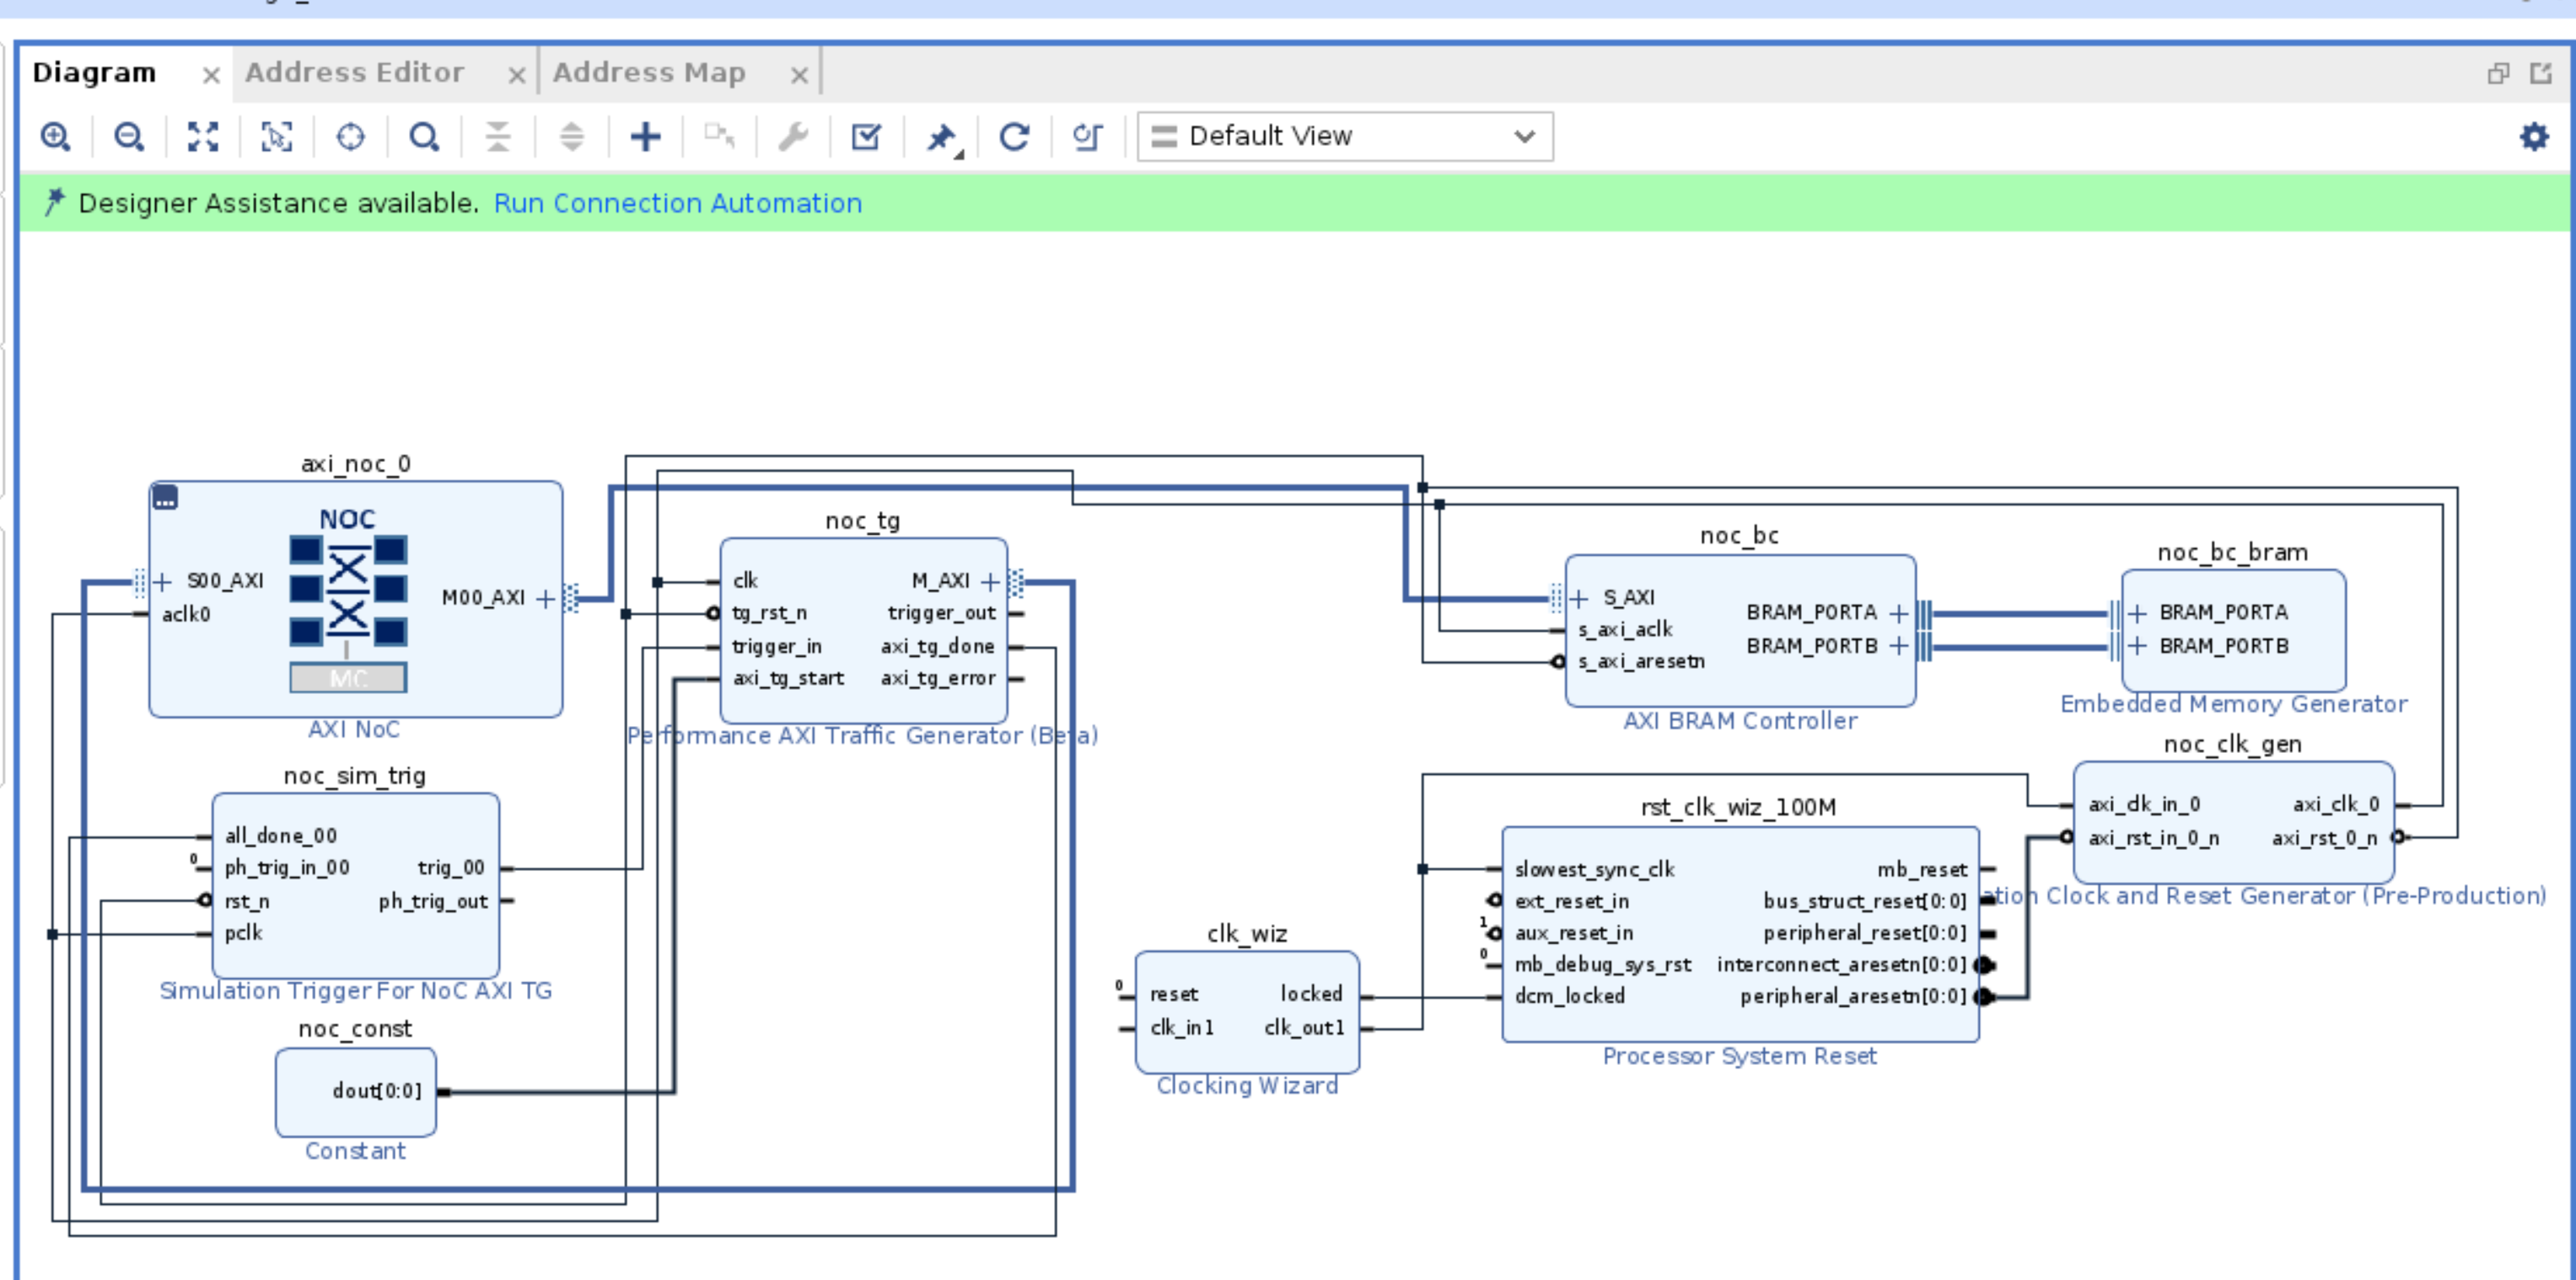 Diagram
Address Editor
Address Map
Default View
Designer Assistance available. Run Connection Automation
axi_noc_0
NOC
S00_AXI
aclk0
M00_AXI
MC
AXI NoC
noc_tg
clk
tg_rst_n
trigger_in
axi_tg_start
M_AXI
trigger_out
axi_tg_done
axi_tg_error
Performance AXI Traffic Generator (Beta)
noc_bc
S_AXI
s_axi_aclk
s_axi_aresetn
BRAM_PORTA
BRAM_PORTB
AXI BRAM Controller
noc_bc_bram
BRAM_PORTA
BRAM_PORTB
Embedded Memory Generator
noc_sim_trig
all_done_00
0
ph_trig_in_00
rst_n
pclk
trig_00
ph_trig_out
Simulation Trigger For NoC AXI TG
noc_const
dout[0:0]
Constant
clk_wiz
0
reset
clk_in1
locked
clk_out1
Clocking Wizard
rst_clk_wiz_100M
slowest_sync_clk
ext_reset_in
1
aux_reset_in
0
mb_debug_sys_rst
dcm_locked
mb_reset
bus_struct_reset[0:0]
peripheral_reset[0:0]
interconnect_aresetn[0:0]
peripheral_aresetn[0:0]
Processor System Reset
noc_clk_gen
axi_clk_in_0
axi_rst_in_0_n
axi_clk_0
axi_rst_0_n
Clock and Reset Generator (Pre-Production)